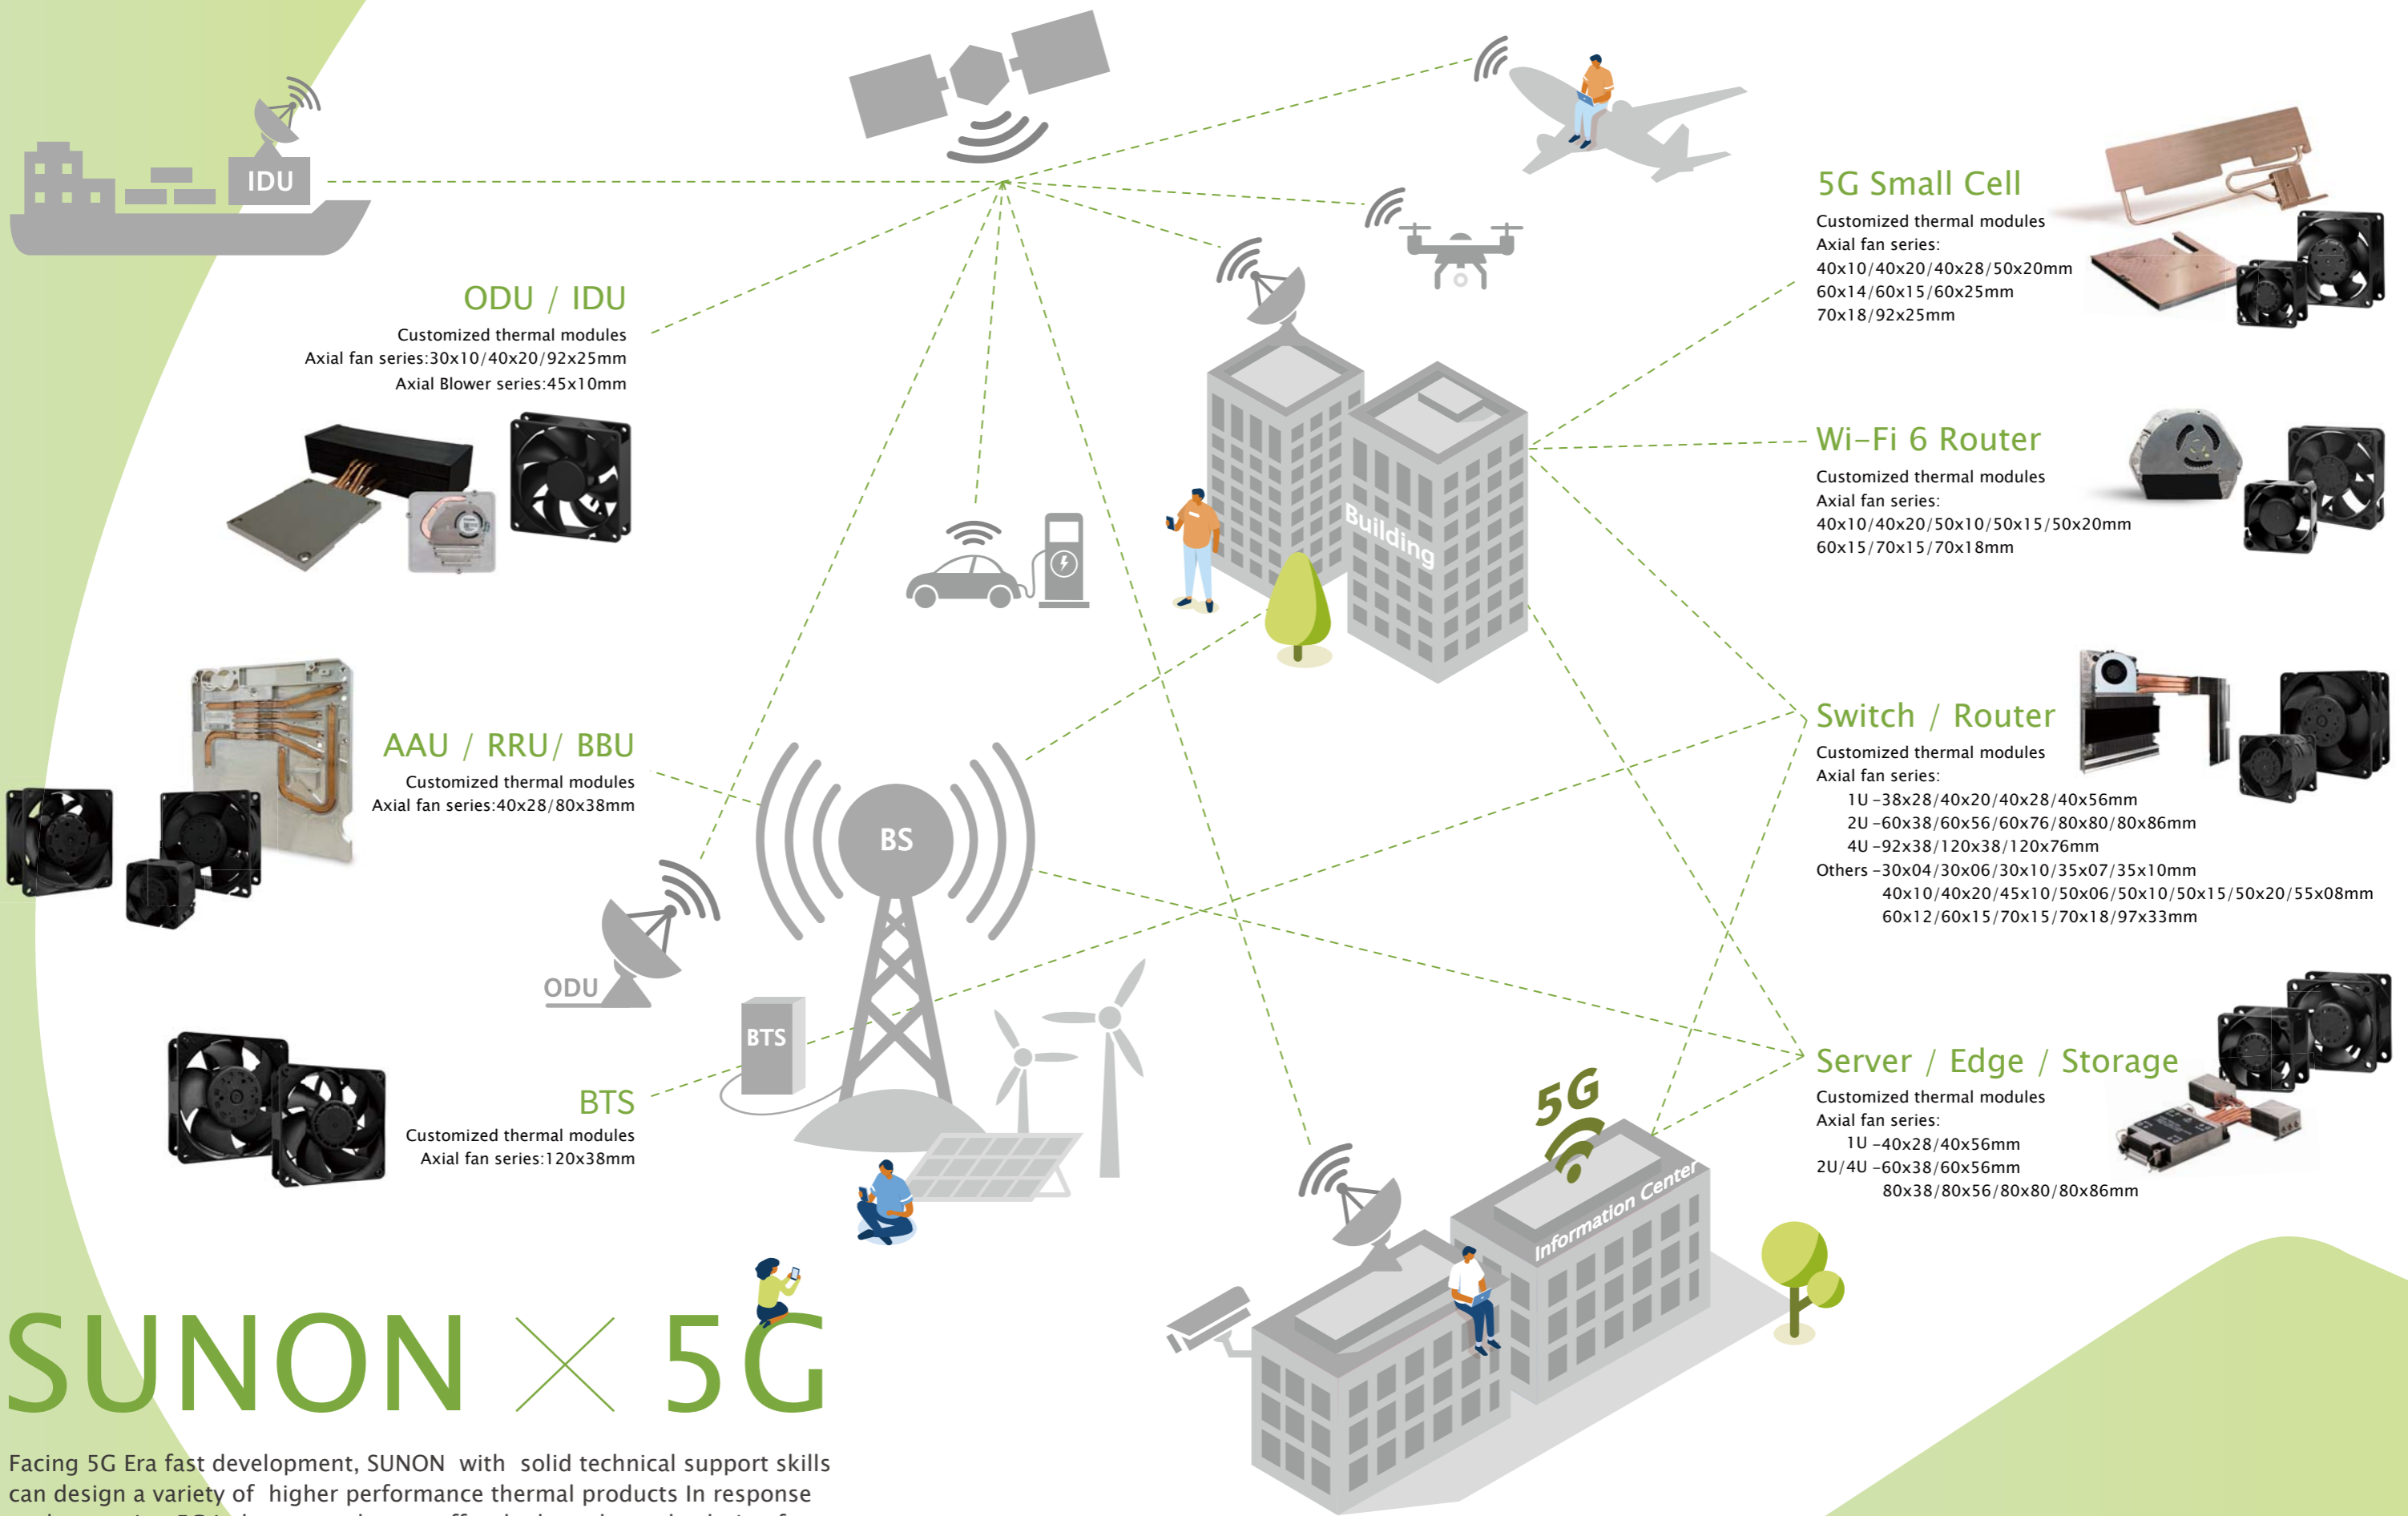 IDU
ODU / IDU
Customized thermal modules
Axial fan series:30x10/40x20/92x25mm
Axial Blower series:45x10mm
AAU / RRU/ BBU
Customized thermal modules
Axial fan series:40x28/80x38mm
BTS
Customized thermal modules
Axial fan series:120x38mm
ODU
BTS
BS
Building
5G
Information Center
5G Small Cell
Customized thermal modules
Axial fan series:
40x10/40x20/40x28/50x20mm
60x14/60x15/60x25mm
70x18/92x25mm
Wi-Fi 6 Router
Customized thermal modules
Axial fan series:
40x10/40x20/50x10/50x15/50x20mm
60x15/70x15/70x18mm
Switch / Router
Customized thermal modules
Axial fan series:
1U -38x28/40x20/40x28/40x56mm
2U -60x38/60x56/60x76/80x80/80x86mm
4U -92x38/120x38/120x76mm
Others -30x04/30x06/30x10/35x07/35x10mm
40x10/40x20/45x10/50x06/50x10/50x15/50x20/55x08mm
60x12/60x15/70x15/70x18/97x33mm
Server / Edge / Storage
Customized thermal modules
Axial fan series:
1U -40x28/40x56mm
2U/4U -60x38/60x56mm
80x38/80x56/80x80/80x86mm
SUNON × 5G
Facing 5G Era fast development, SUNON with solid technical support skills
can design a variety of higher performance thermal products In response